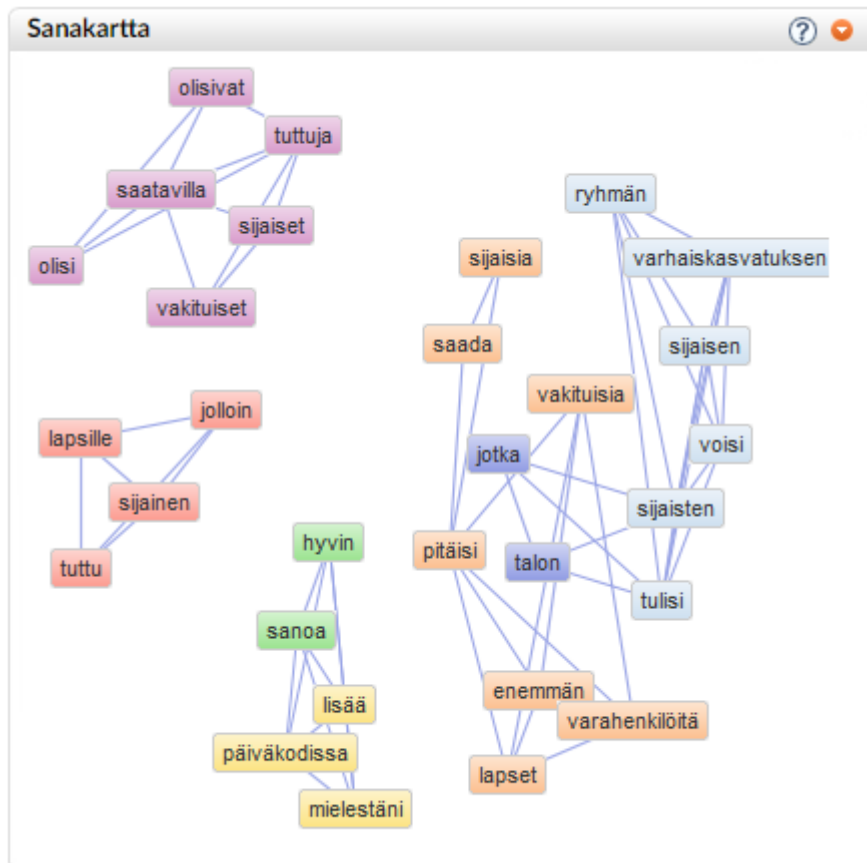 Sanakartta
?
olisivat
tuttuja
saatavilla
sijaiset
olisi
vakituiset
ryhmän
varhaiskasvatuksen
sijaisia
sijaisen
saada
vakituisia
voisi
jotka
sijaisten
pitäisi
talon
tulisi
enemmän
varahenkilöitä
lapset
jolloin
lapsille
sijainen
tuttu
hyvin
sanoa
lisää
päiväkodissa
mielestäni